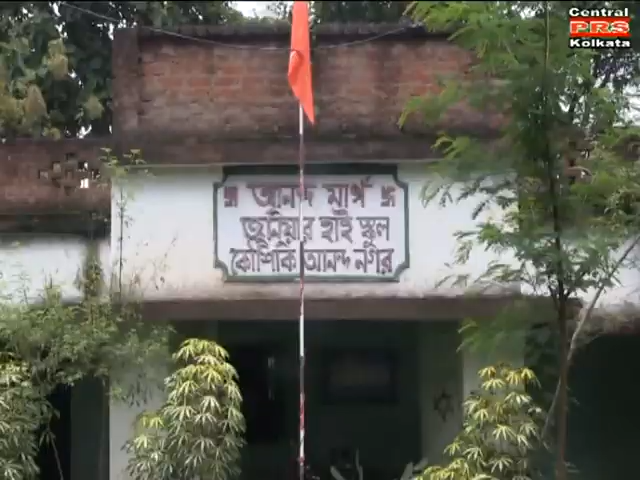 Central
PRS
Kolkata
আনন্দ মার্গ
জুনিয়ার হাই স্কুল
কৌশিকী আনন্দ নগর